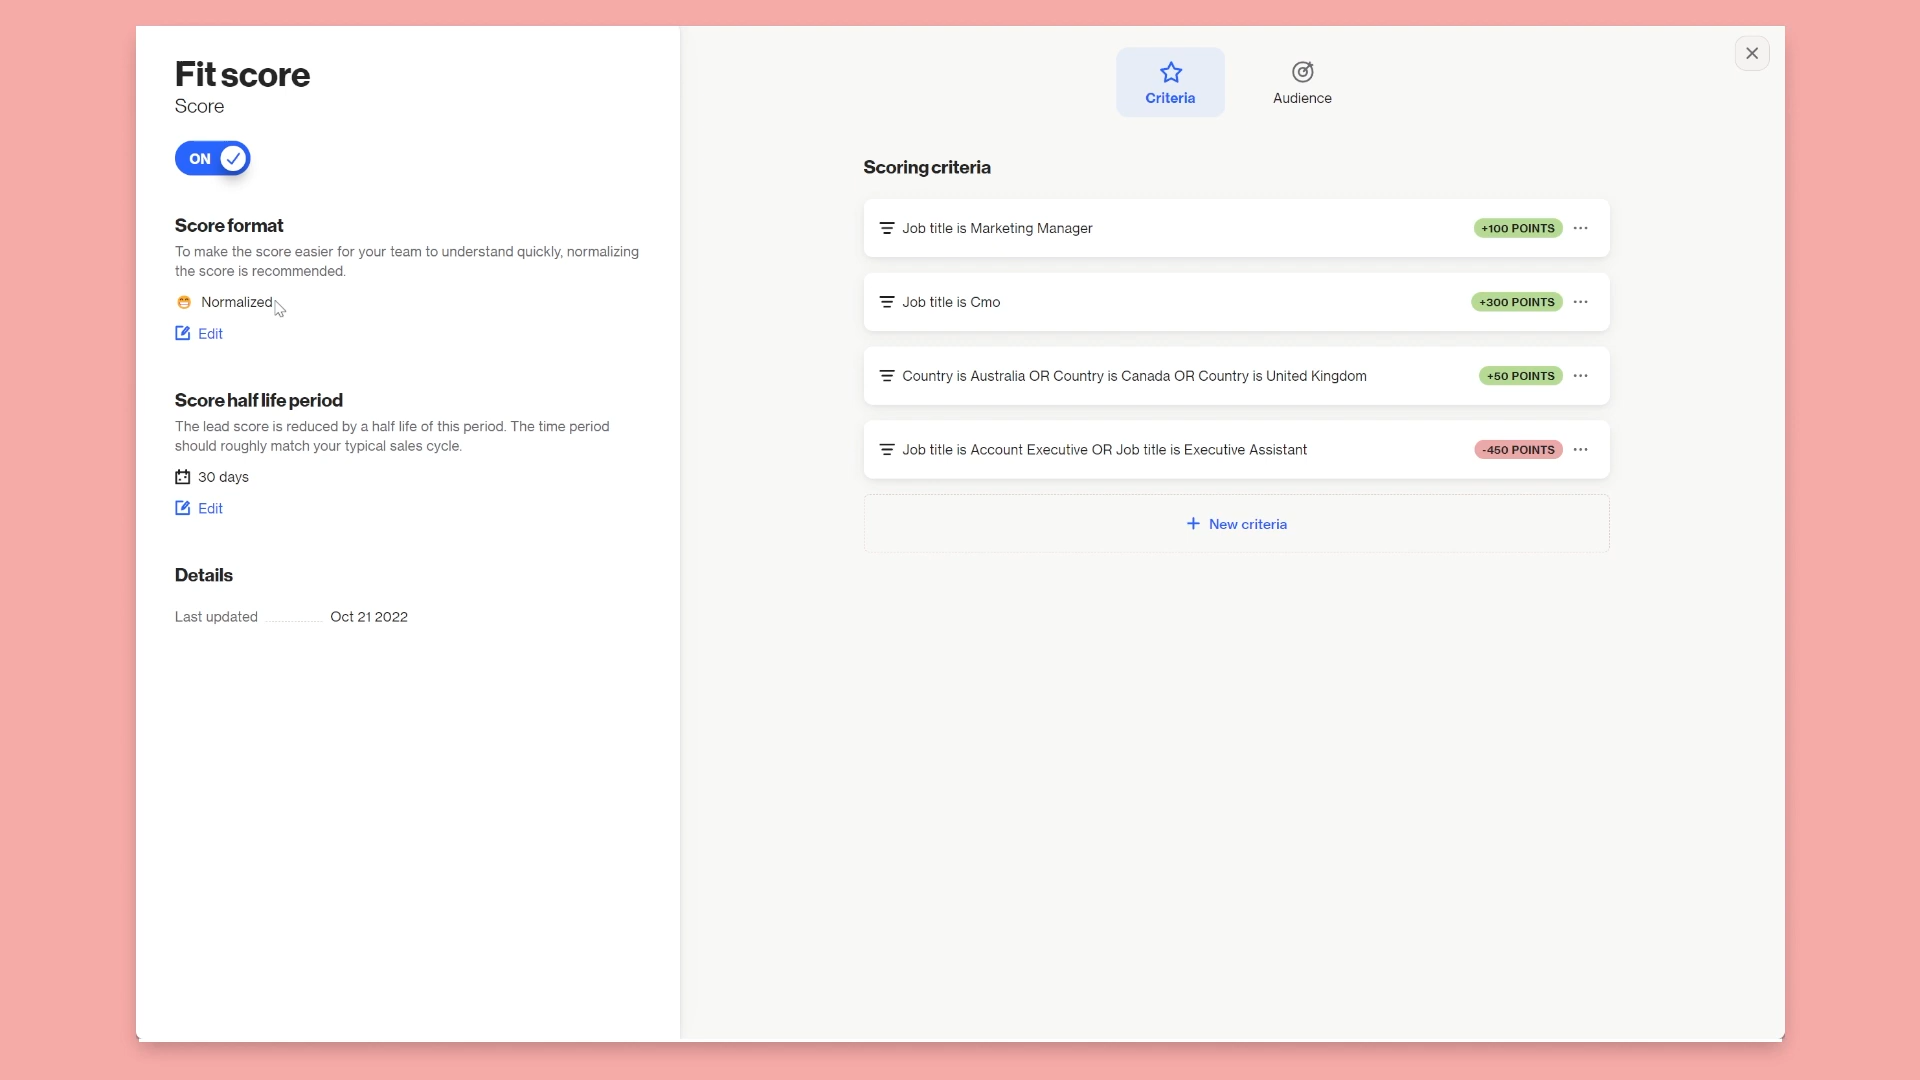 Fit score
Score
ON
Score format
To make the score easier for your team to understand quickly, normalizing
the score is recommended.
Normalized
Edit
Score half life period
The lead score is reduced by a half life of this period. The time period
should roughly match your typical sales cycle.
30 days
Edit
Details
Last updated Oct 21 2022
Criteria
Audience
Scoring criteria
Job title is Marketing Manager +100 POINTS
Job title is Cmo +300 POINTS
Country is Australia OR Country is Canada OR Country is United Kingdom +50 POINTS
Job title is Account Executive OR Job title is Executive Assistant -450 POINTS
+ New criteria